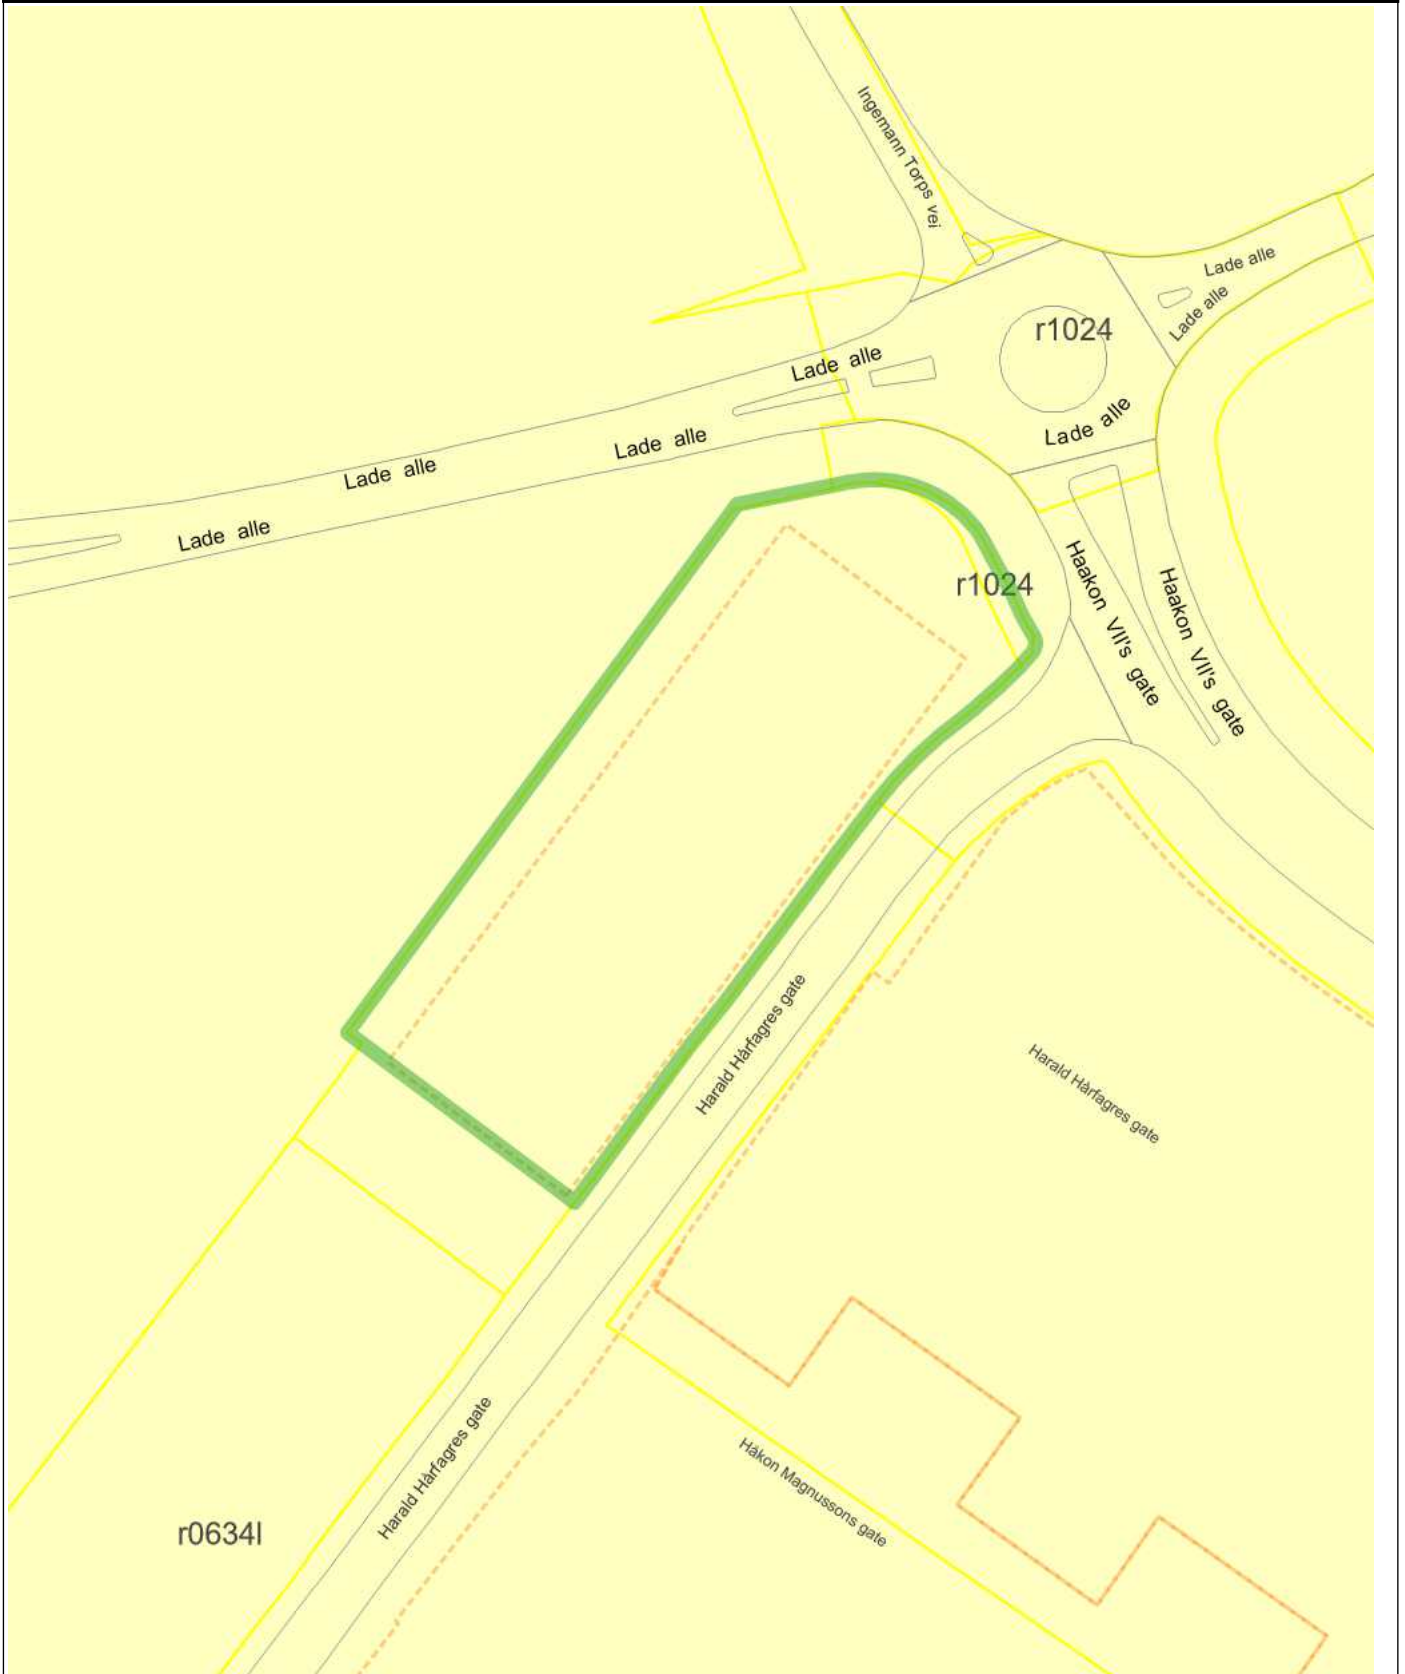 Ingemann Torps vei
Lade alle
Lade alle
r1024
Lade alle
Lade alle
Lade alle
Lade alle
Lade alle
r1024
Haakon VII's gate
Haakon VII's gate
Harald Hårfagres gate
Harald Hårfagres gate
Harald Hårfagres gate
Håkon Magnussons gate
r0634l